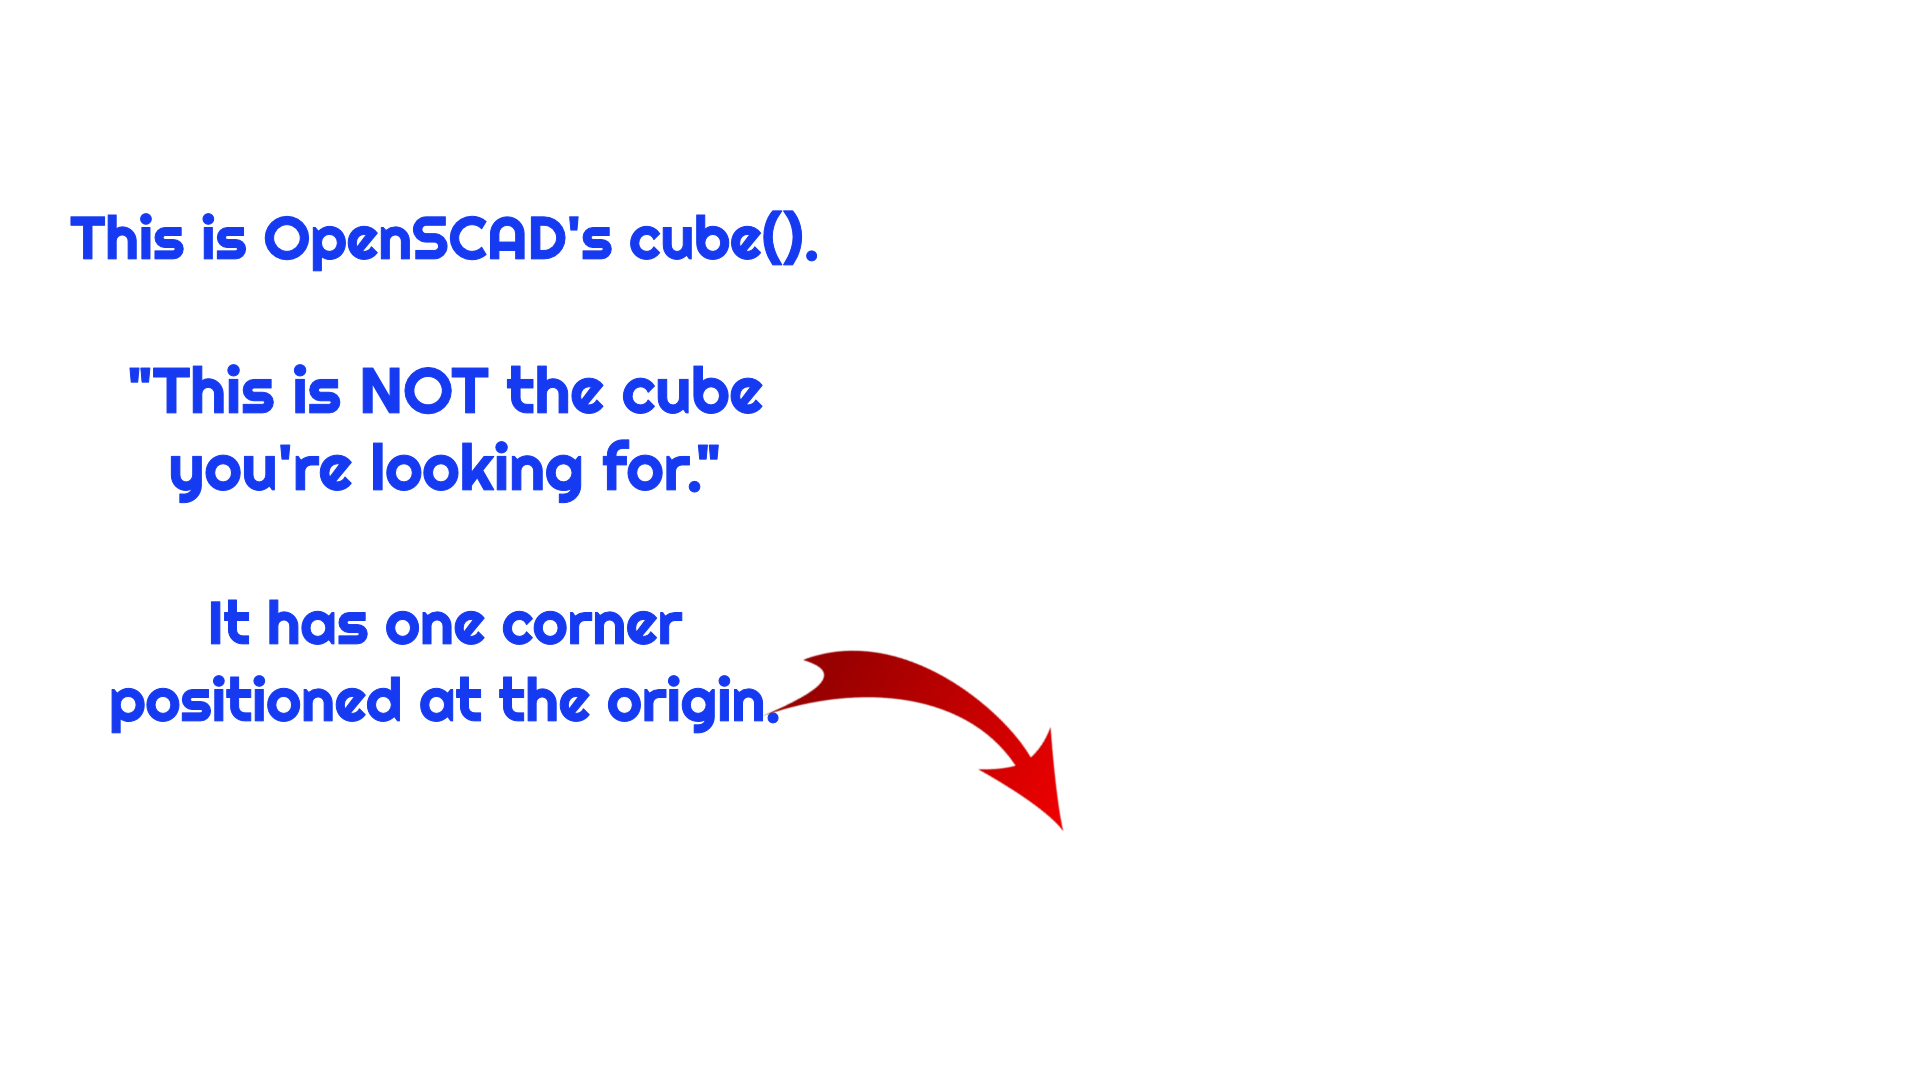 This is OpenSCAD's cube().
"This is NOT the cube
you're looking for."
It has one corner
positioned at the origin.